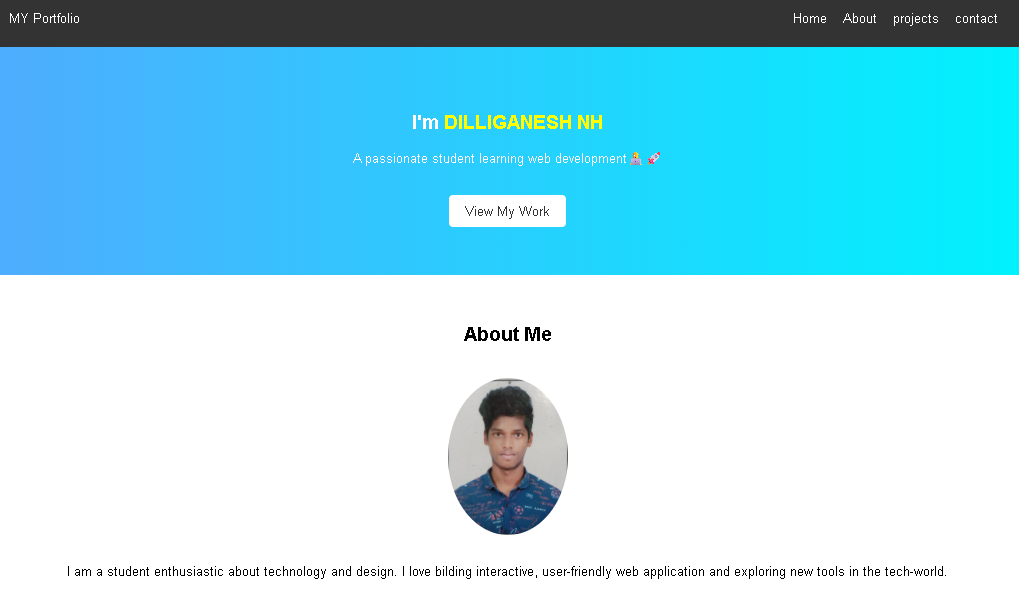 MY Portfolio
Home About projects contact
I'm DILLIGANESH NH
A passionate student learning web development
View My Work
About Me
I am a student enthusiastic about technology and design. I love bilding interactive, user-friendly web application and exploring new tools in the tech-world.